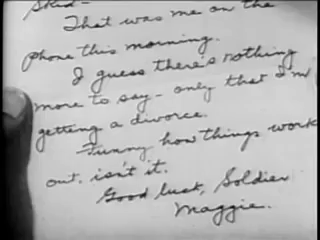 Skid—
That was me on the
phone this morning.
I guess there's nothing
more to say — only that I'm
getting a divorce.
Funny how things work
out, isn't it.
Good luck, Soldier
Maggie.